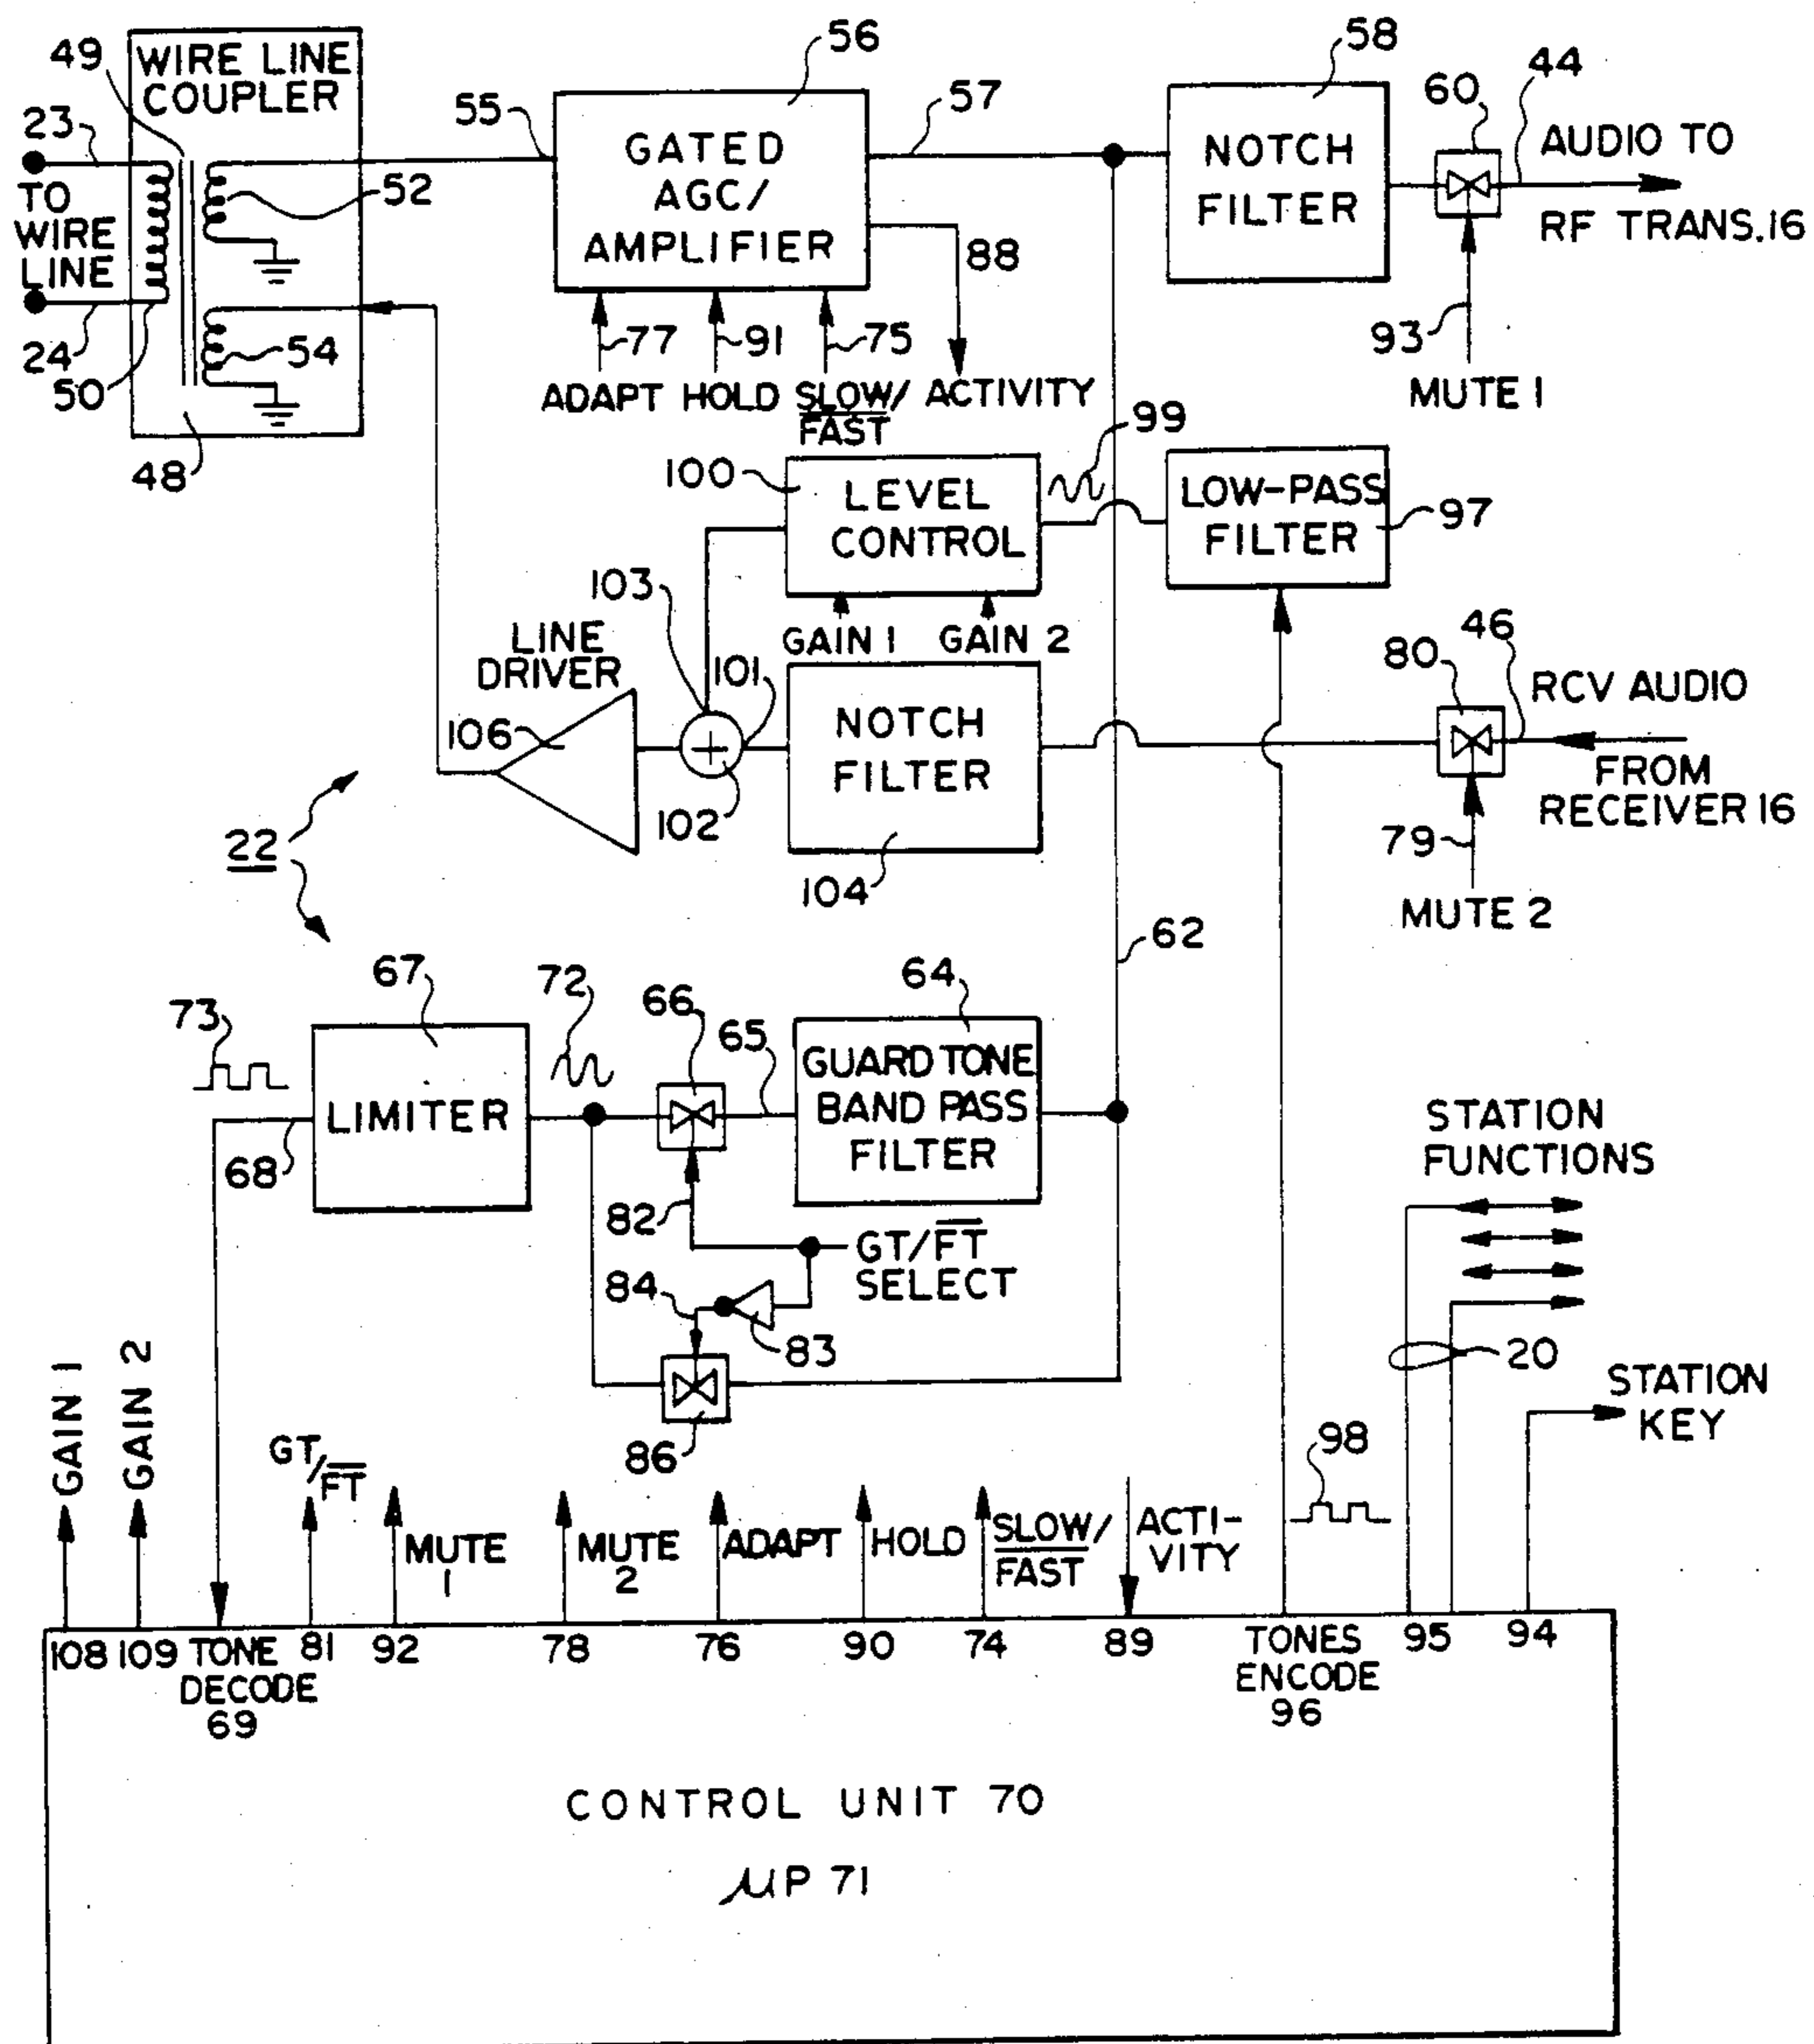 49
WIRE LINE
COUPLER
23
TO
WIRE
LINE
24
50
52
54
48
55
56
GATED
AGC/
AMPLIFIER
57
88
77
91
75
ADAPT HOLD SLOW/ ACTIVITY
FAST
58
NOTCH
FILTER
60
44
AUDIO TO
RF TRANS.16
93
MUTE 1
99
100
LEVEL
CONTROL
LOW-PASS
FILTER
97
GAIN 1 GAIN 2
103
LINE
DRIVER
106
101
+
102
NOTCH
FILTER
104
80
46
RCV AUDIO
FROM
RECEIVER 16
79
MUTE 2
22
62
73
67
LIMITER
68
72
66
65
64
GUARD TONE
BAND PASS
FILTER
82
GT/FT
SELECT
84
83
86
STATION
FUNCTIONS
20
STATION
KEY
98
GAIN 1
GAIN 2
GT/
FT
MUTE
1
MUTE
2
ADAPT
HOLD
SLOW/
FAST
ACTI-
VITY
108 109 TONE 81 92 78 76 90 74 89 TONES 95 94
DECODE ENCODE
69 96
CONTROL UNIT 70
μP 71